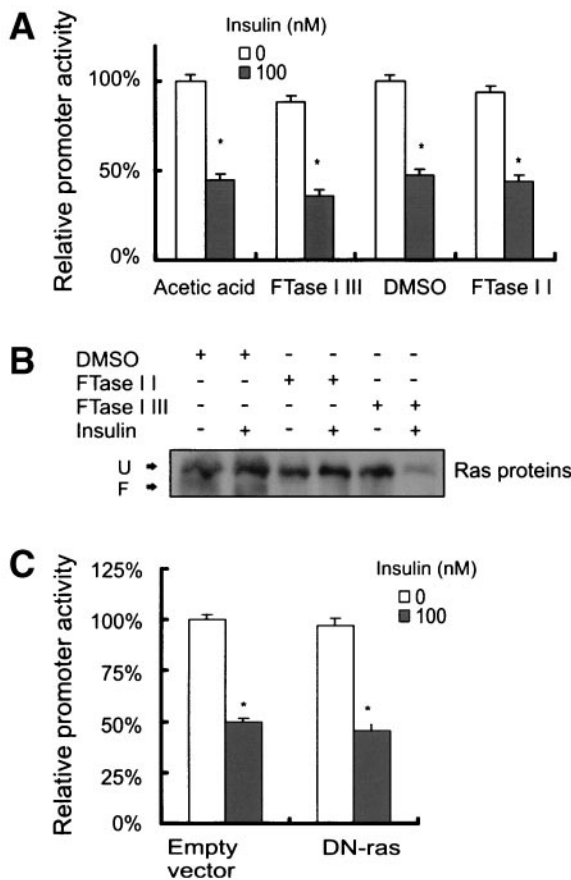 A
Insulin (nM)
0
100
Relative promoter activity
100%
50%
0%
Acetic acid FTase I III DMSO FTase I I
B
DMSO + + - - - -
FTase I I - - + + - -
FTase I III - - - - + +
Insulin - + - + - +
U
F
Ras proteins
C
Insulin (nM)
0
100
Relative promoter activity
125%
100%
75%
50%
25%
0%
Empty vector DN-ras
* * * *
* *